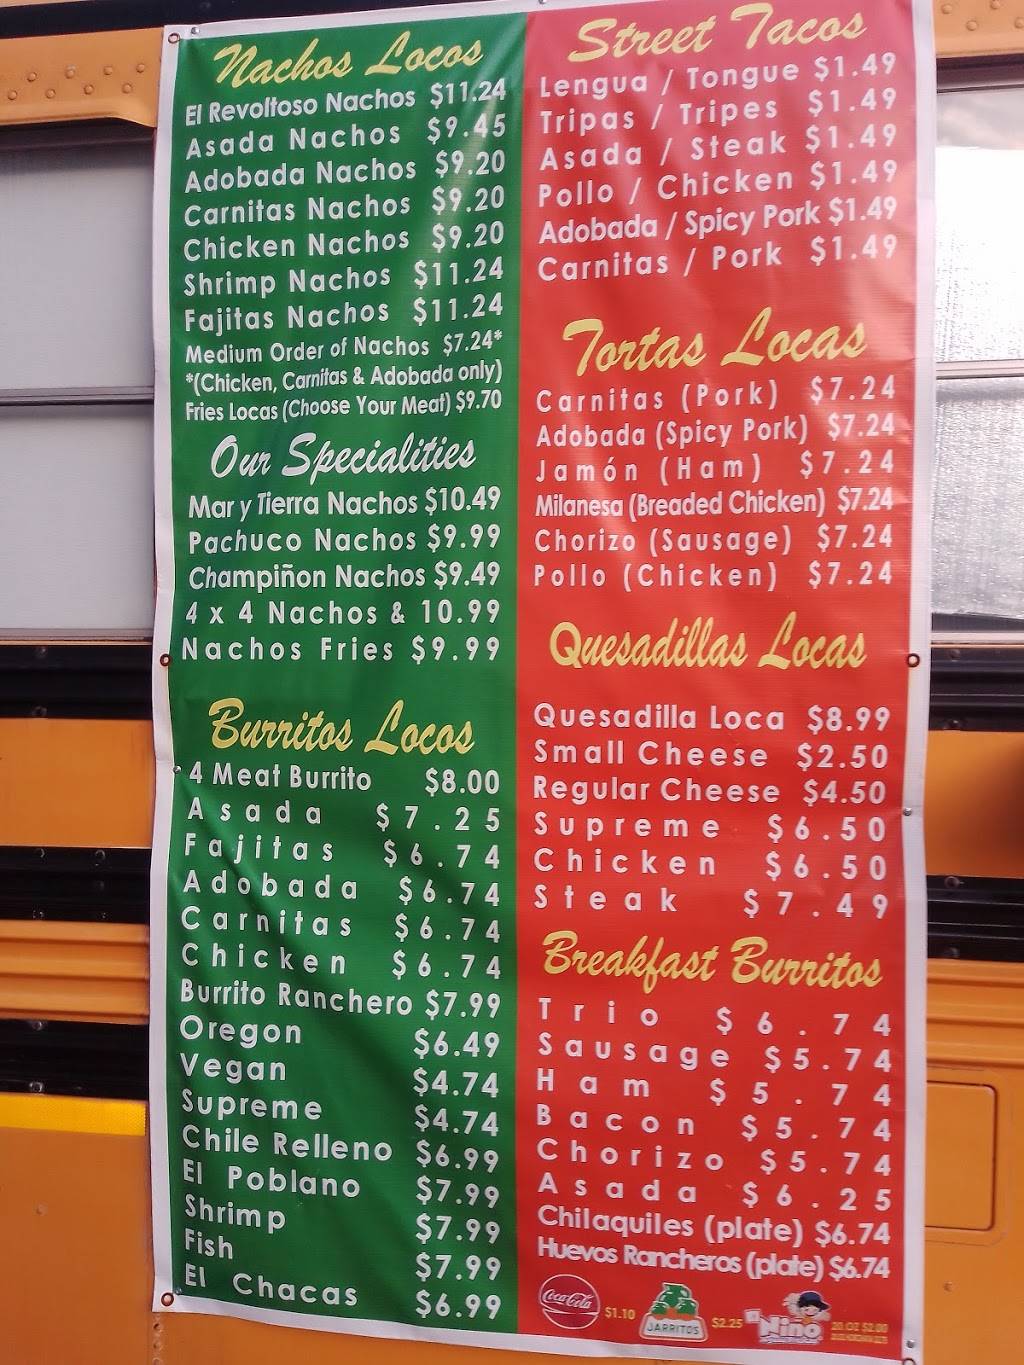 Nachos Locos
El Revoltoso Nachos $11.24
Asada Nachos $9.45
Adobada Nachos $9.20
Carnitas Nachos $9.20
Chicken Nachos $9.20
Shrimp Nachos $11.24
Fajitas Nachos $11.24
Medium Order of Nachos $7.24*
*(Chicken, Carnitas & Adobada only)
Fries Locas (Choose Your Meat) $9.70
Our Specialities
Mar y Tierra Nachos $10.49
Pachuco Nachos $9.99
Champiñon Nachos $9.49
4 x 4 Nachos & 10.99
Nachos Fries $9.99
Burritos Locos
4 Meat Burrito $8.00
Asada $7.25
Fajitas $6.74
Adobada $6.74
Carnitas $6.74
Chicken $6.74
Burrito Ranchero $7.99
Oregon $6.49
Vegan $4.74
Supreme $4.74
Chile Relleno $6.99
El Poblano $7.99
Shrimp $7.99
Fish $7.99
El Chacas $6.99
Street Tacos
Lengua / Tongue $1.49
Tripas / Tripes $1.49
Asada / Steak $1.49
Pollo / Chicken $1.49
Adobada / Spicy Pork $1.49
Carnitas / Pork $1.49
Tortas Locas
Carnitas (Pork) $7.24
Adobada (Spicy Pork) $7.24
Jamón (Ham) $7.24
Milanesa (Breaded Chicken) $7.24
Chorizo (Sausage) $7.24
Pollo (Chicken) $7.24
Quesadillas Locas
Quesadilla Loca $8.99
Small Cheese $2.50
Regular Cheese $4.50
Supreme $6.50
Chicken $6.50
Steak $7.49
Breakfast Burritos
Trio $6.74
Sausage $5.74
Ham $5.74
Bacon $5.74
Chorizo $5.74
Asada $6.25
Chilaquiles (plate) $6.74
Huevos Rancheros (plate) $6.74
Coca-Cola $1.10
JARRITOS $2.25
Nino 20 OZ $2.00